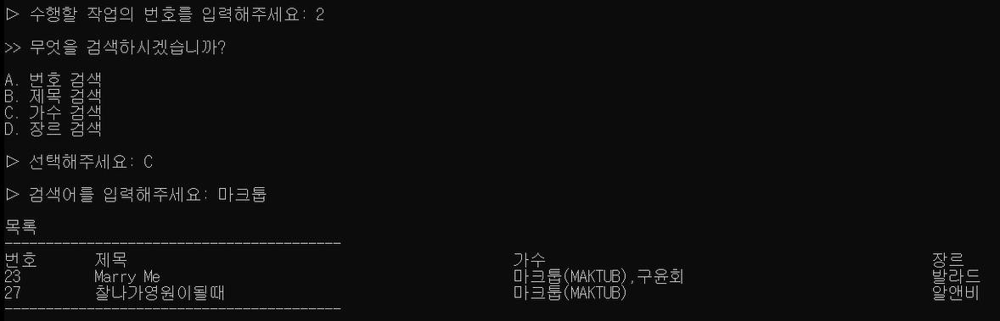 ▷ 수행할 작업의 번호를 입력해주세요: 2
>> 무엇을 검색하시겠습니까?
A. 번호 검색
B. 제목 검색
C. 가수 검색
D. 장르 검색
▷ 선택해주세요: C
▷ 검색어를 입력해주세요: 마크툽
목록
-----------------------------------------
번호 제목 가수 장르
23 Marry Me 마크툽(MAKTUB),구윤회 발라드
27 찰나가영원이될때 마크툽(MAKTUB) 알앤비
-----------------------------------------